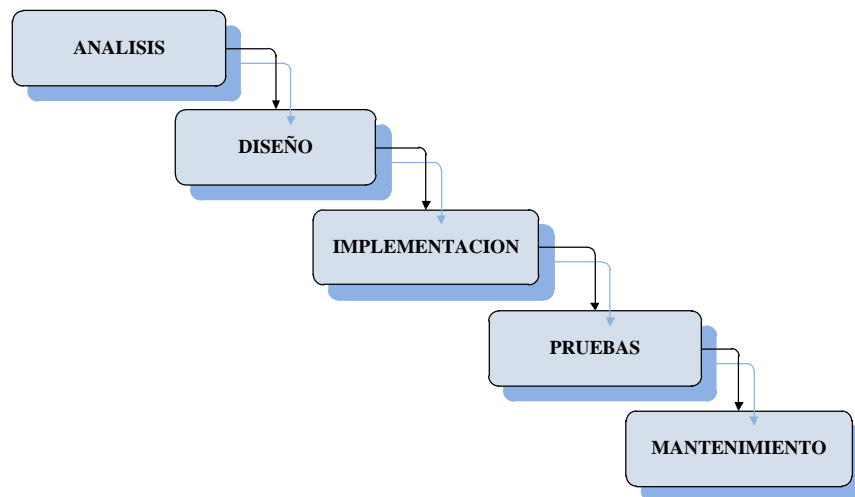 ANALISIS
DISEÑO
IMPLEMENTACION
PRUEBAS
MANTENIMIENTO